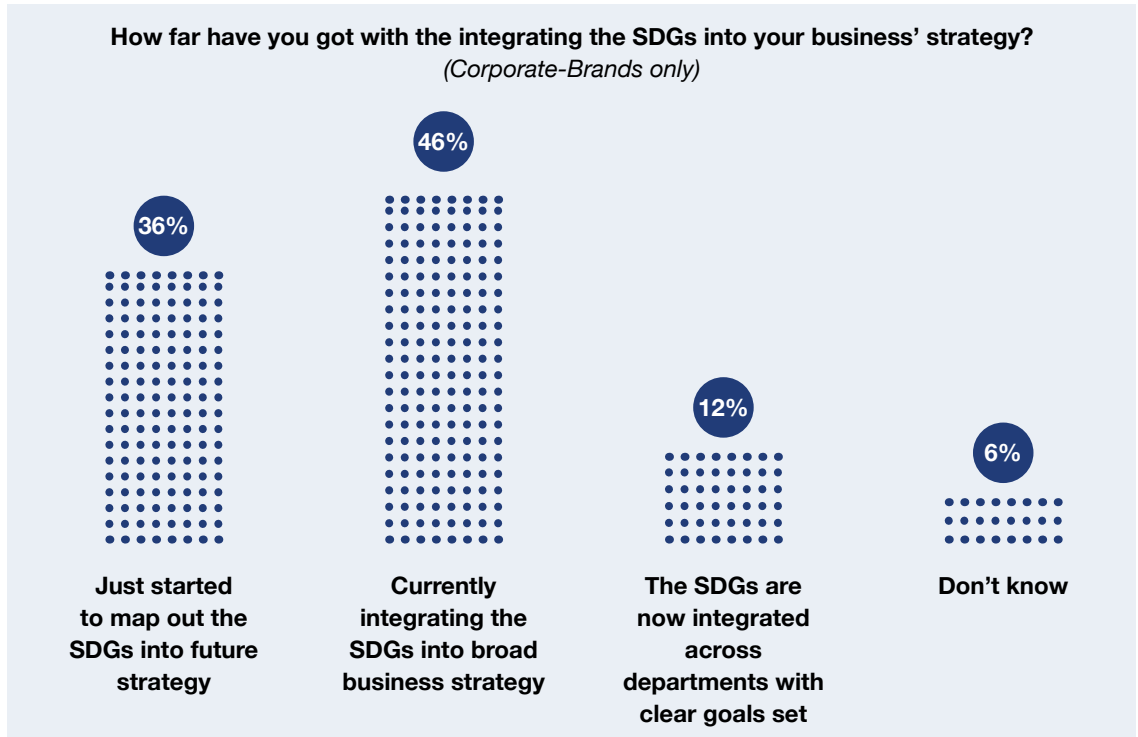 How far have you got with the integrating the SDGs into your business’ strategy?
(Corporate-Brands only)
36%
46%
12%
6%
Just started
to map out the
SDGs into future
strategy
Currently
integrating the
SDGs into broad
business strategy
The SDGs are
now integrated
across
departments with
clear goals set
Don’t know